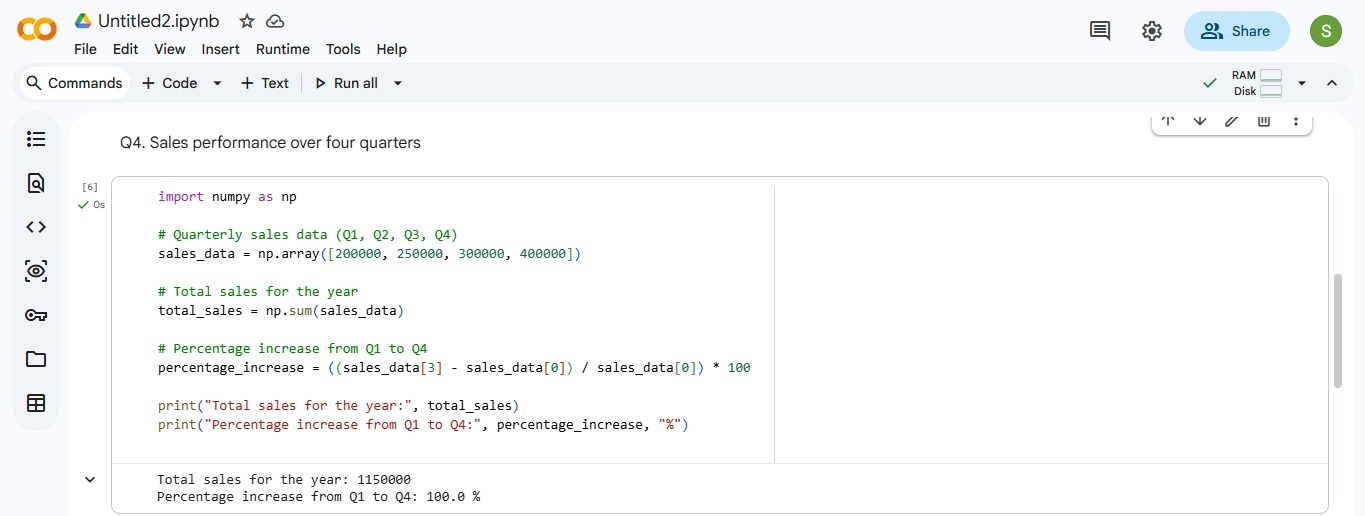 Untitled2.ipynb
File Edit View Insert Runtime Tools Help
Share
S
Commands + Code + Text Run all
RAM
Disk
Q4. Sales performance over four quarters
[6]
0s
import numpy as np
# Quarterly sales data (Q1, Q2, Q3, Q4)
sales_data = np.array([200000, 250000, 300000, 400000])
# Total sales for the year
total_sales = np.sum(sales_data)
# Percentage increase from Q1 to Q4
percentage_increase = ((sales_data[3] - sales_data[0]) / sales_data[0]) * 100
print("Total sales for the year:", total_sales)
print("Percentage increase from Q1 to Q4:", percentage_increase, "%")
Total sales for the year: 1150000
Percentage increase from Q1 to Q4: 100.0 %